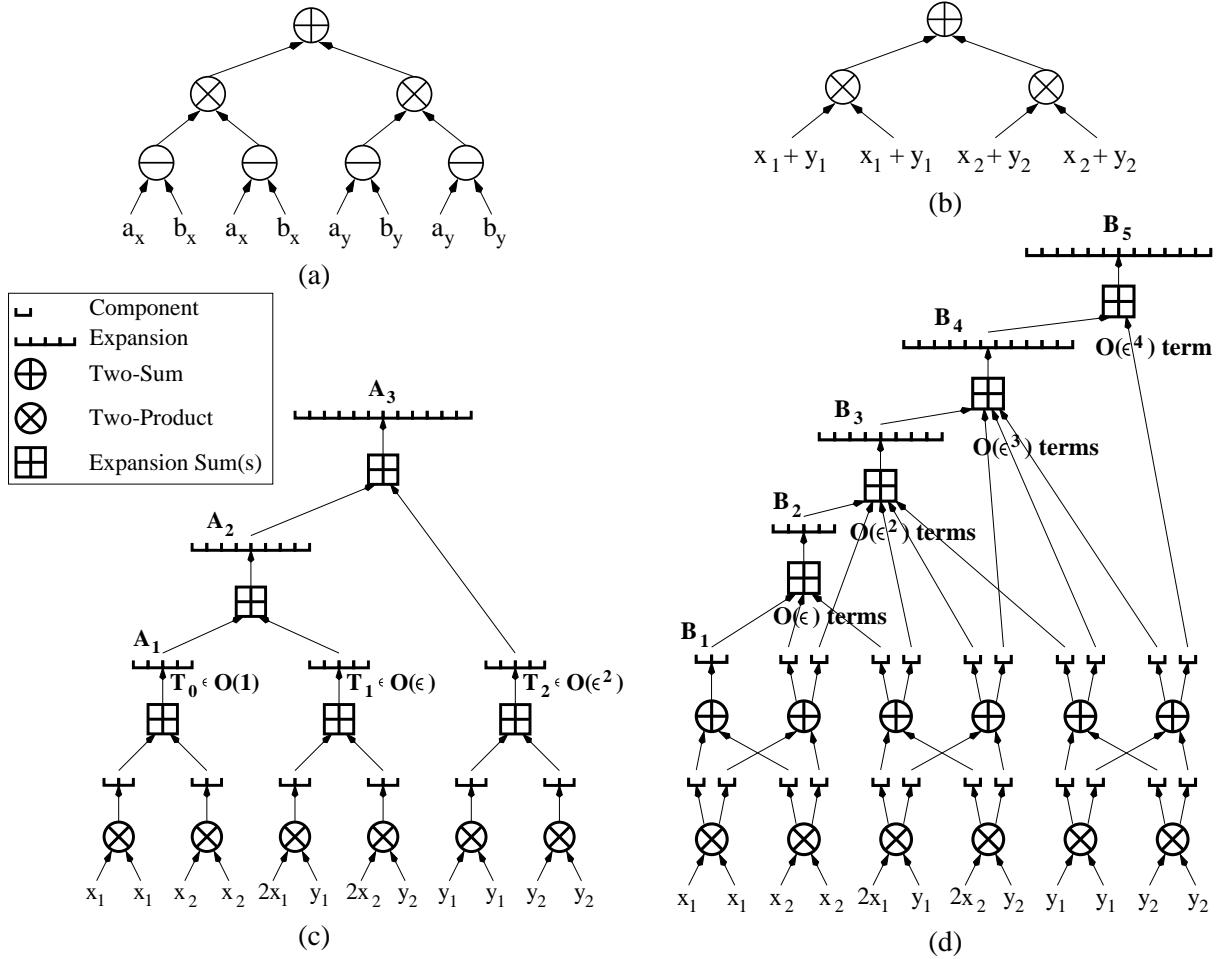 a_x b_x a_x b_x a_y b_y a_y b_y
(a)
x_1 + y_1 x_1 + y_1 x_2 + y_2 x_2 + y_2
(b)
Component
Expansion
Two-Sum
Two-Product
Expansion Sum(s)
A_3
A_2
A_1
T_0 ∈ O(1) T_1 ∈ O(ϵ) T_2 ∈ O(ϵ^2)
x_1 x_1 x_2 x_2 2x_1 y_1 2x_2 y_2 y_1 y_1 y_2 y_2
(c)
B_5
B_4
O(ϵ^4) term
B_3
O(ϵ^3) terms
B_2
O(ϵ^2) terms
O(ϵ) terms
B_1
x_1 x_1 x_2 x_2 2x_1 y_1 2x_2 y_2 y_1 y_1 y_2 y_2
(d)